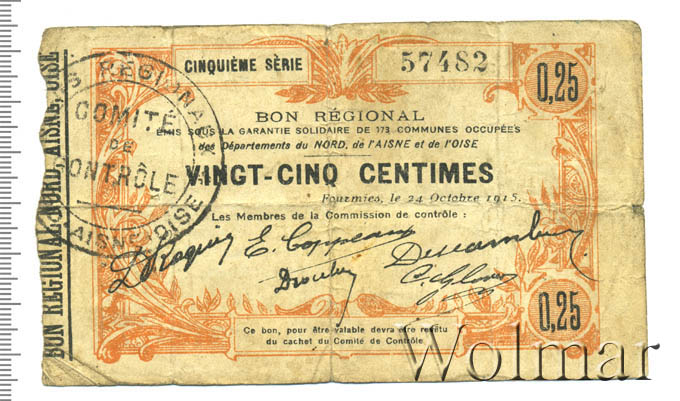 CINQUIÈME SÈRIE
57482
0,25
BON RÉGIONAL
ÉMIS SOUS LA GARANTIE SOLIDAIRE DE 173 COMMUNES OCCUPÉES
des Départements du NORD, de l'AISNE et de l'OISE
VINGT-CINQ CENTIMES
Fourmies, le 24 Octobre 1915.
Les Membres de la Commission de contrôle :
E. Coppeaux
0,25
Ce bon, pour être valable devra être revêtu
du cachet du Comité de Contrôle
BON RÉGIONAL NORD, AISNE, OISE
COMITÉ
DE
CONTRÔLE
AISNE OISE
Wolmar